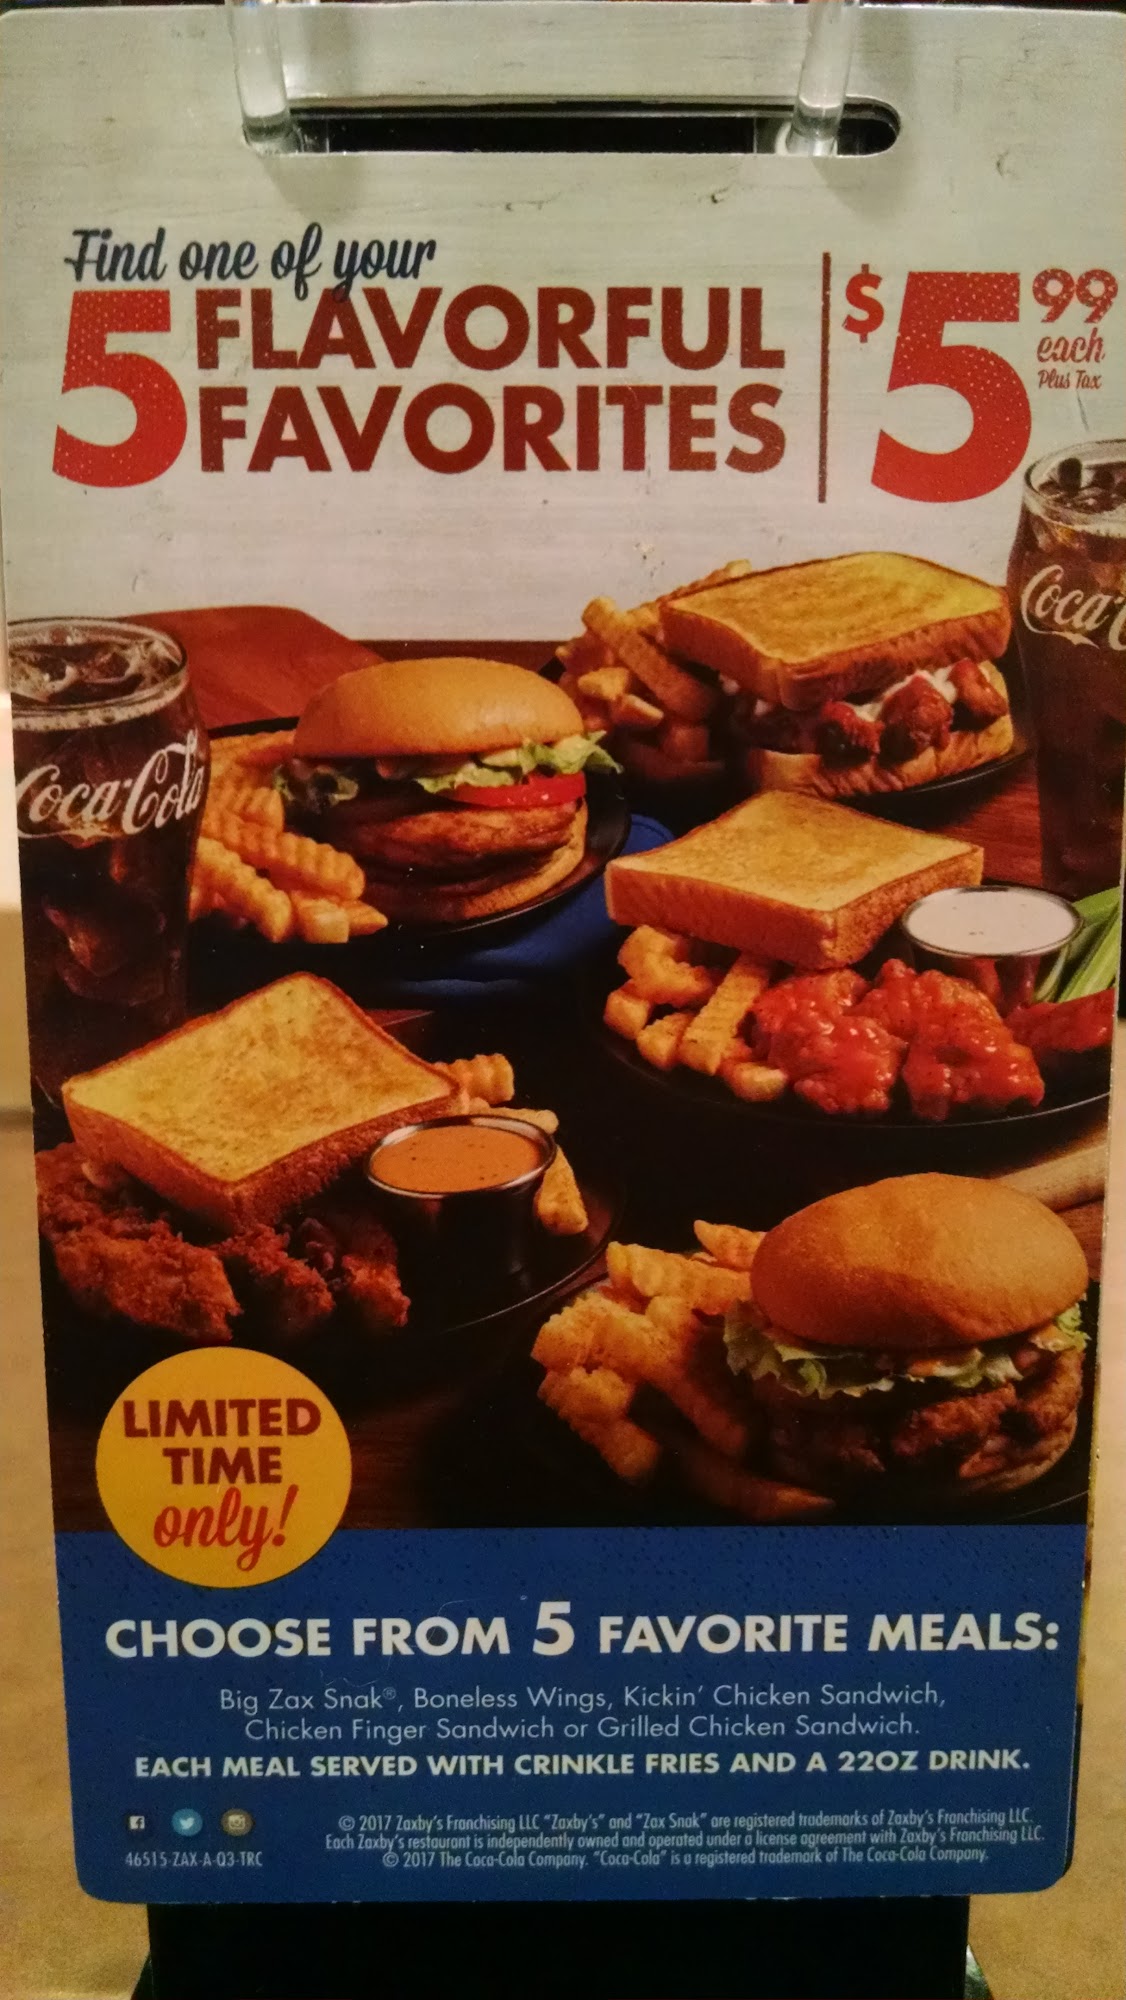 Find one of your
5 FLAVORFUL
FAVORITES
$5 99
each
Plus Tax
Coca-Cola
Coca-C
LIMITED
TIME
only!
CHOOSE FROM 5 FAVORITE MEALS:
Big Zax Snak®, Boneless Wings, Kickin' Chicken Sandwich,
Chicken Finger Sandwich or Grilled Chicken Sandwich.
EACH MEAL SERVED WITH CRINKLE FRIES AND A 22OZ DRINK.
46515-ZAX-A-Q3-TRC
© 2017 Zaxby's Franchising LLC "Zaxby's" and "Zax Snak" are registered trademarks of Zaxby's Franchising LLC.
Each Zaxby's restaurant is independently owned and operated under a license agreement with Zaxby's Franchising LLC.
© 2017 The Coca-Cola Company. "Coca-Cola" is a registered trademark of The Coca-Cola Company.